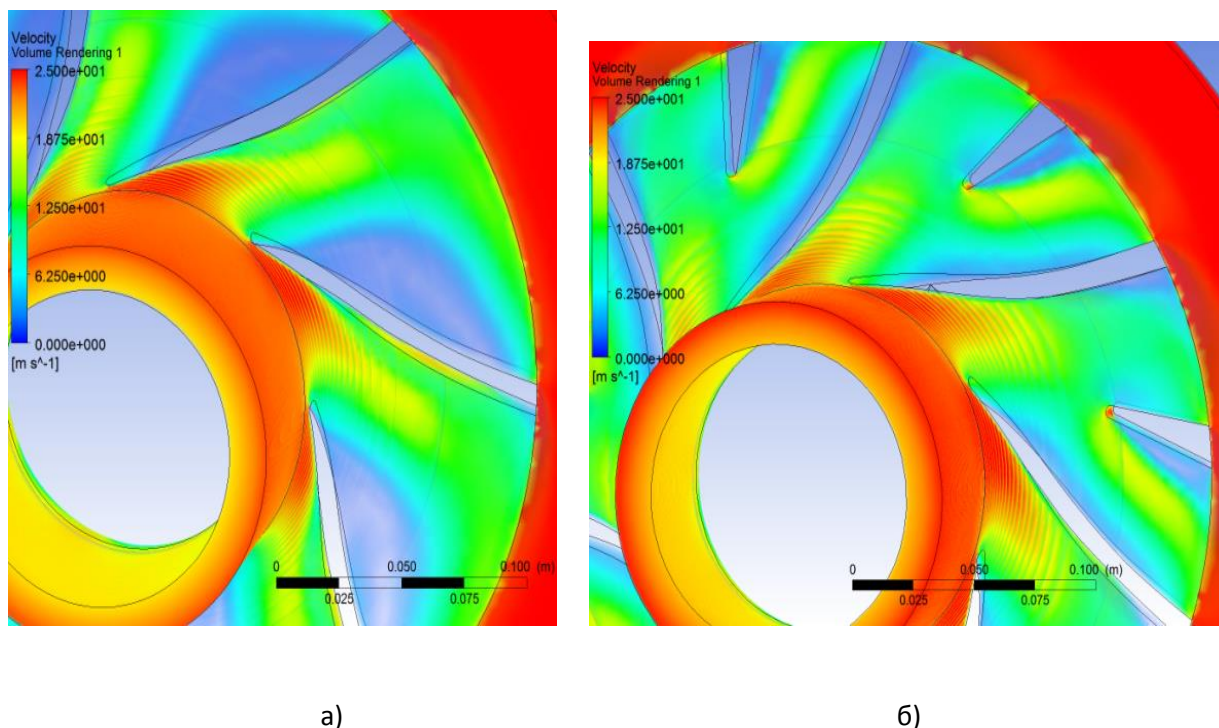 Velocity
Volume Rendering 1
2.500e+001
1.875e+001
1.250e+001
6.250e+000
0.000e+000
[m s^-1]
0 0.050 0.100 (m)
0.025 0.075
Velocity
Volume Rendering 1
2.500e+001
1.875e+001
1.250e+001
6.250e+000
0.000e+000
[m s^-1]
0 0.050 0.100 (m)
0.025 0.075
а) б)